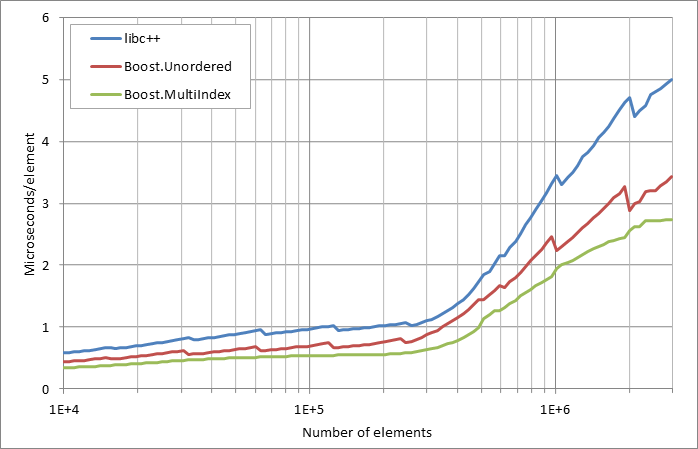 6
5
4
3
2
1
0
Microseconds/element
libc++
Boost.Unordered
Boost.MultiIndex
1E+4
1E+5
1E+6
Number of elements